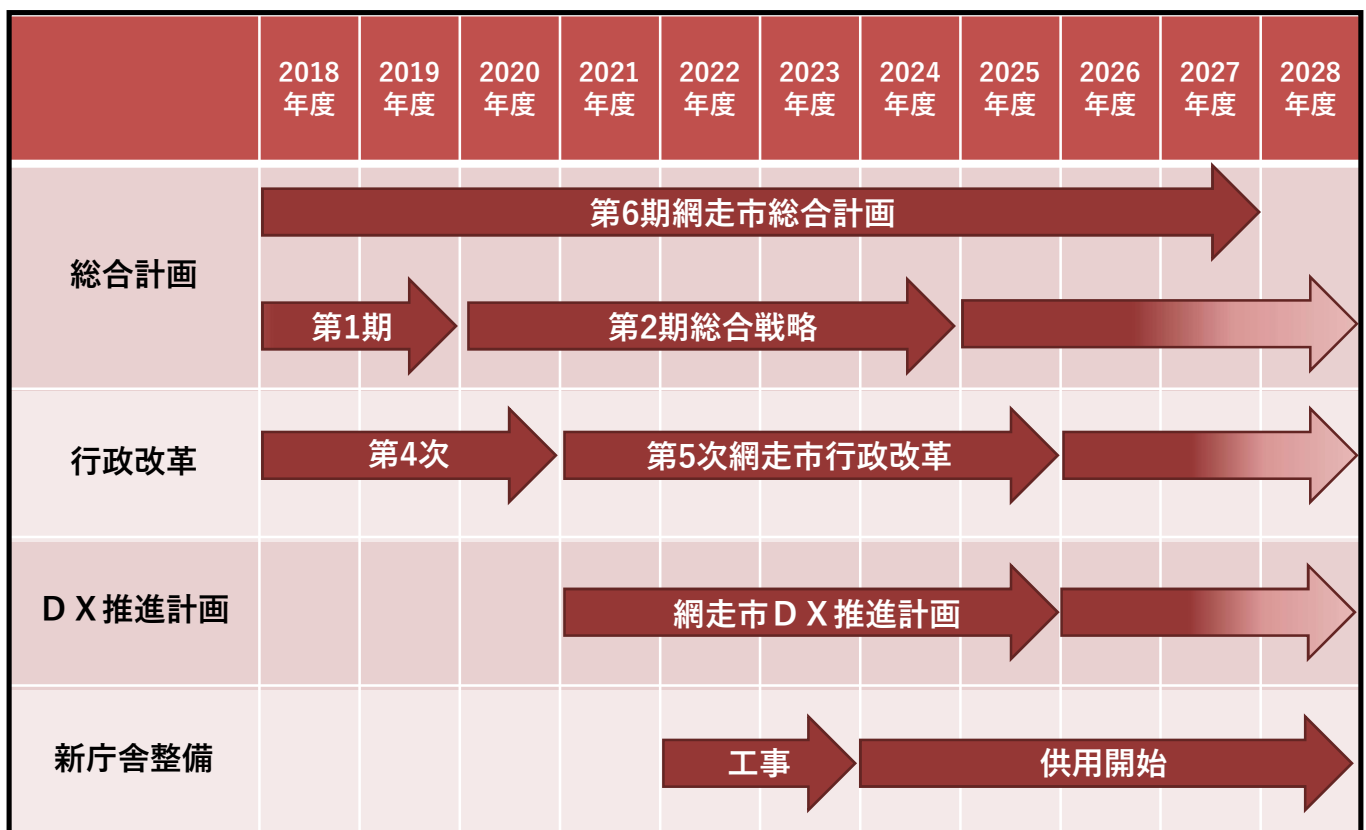 2018
年度
2019
年度
2020
年度
2021
年度
2022
年度
2023
年度
2024
年度
2025
年度
2026
年度
2027
年度
2028
年度
総合計画
第6期網走市総合計画
第1期
第2期総合戦略
行政改革
第4次
第5次網走市行政改革
ＤＸ推進計画
網走市ＤＸ推進計画
新庁舎整備
工事
供用開始